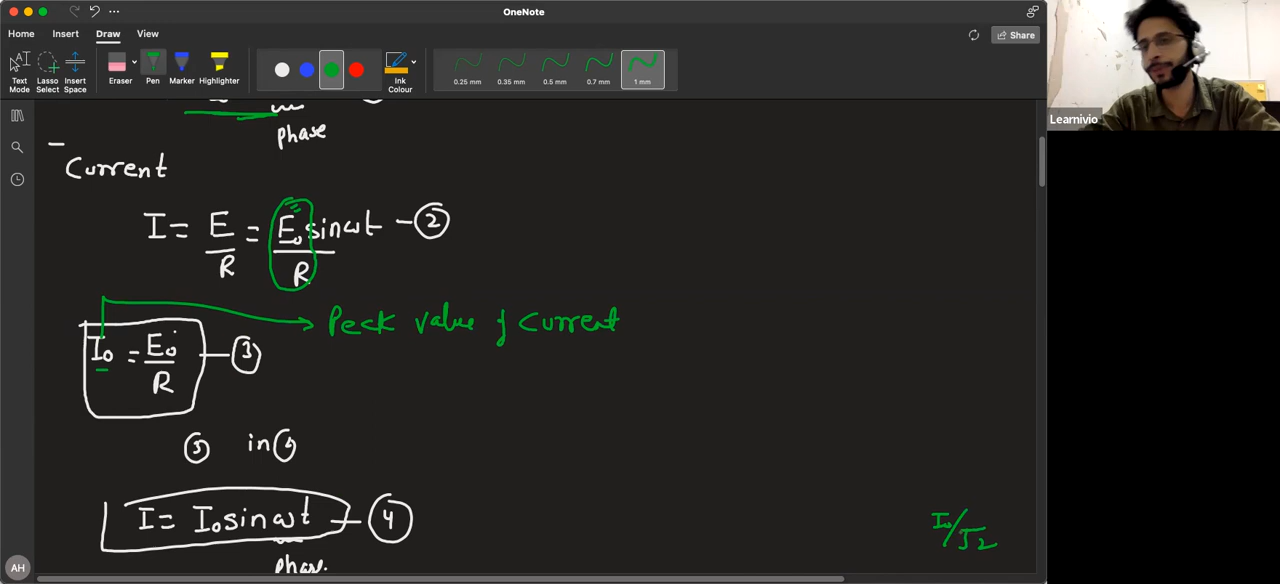 OneNote
Home Insert Draw View
Share
Text Mode
Lasso Select
Insert Space
Eraser
Pen
Marker
Highlighter
Ink Colour
0.25 mm
0.35 mm
0.5 mm
0.7 mm
1 mm
Learnivio
phase
Current
I = E/R = E₀sinωt/R - ②
Peak value of Current
I₀ = E₀/R - ③
③ in
I = I₀sinωt - ④
phase.
I₀/√2
AH